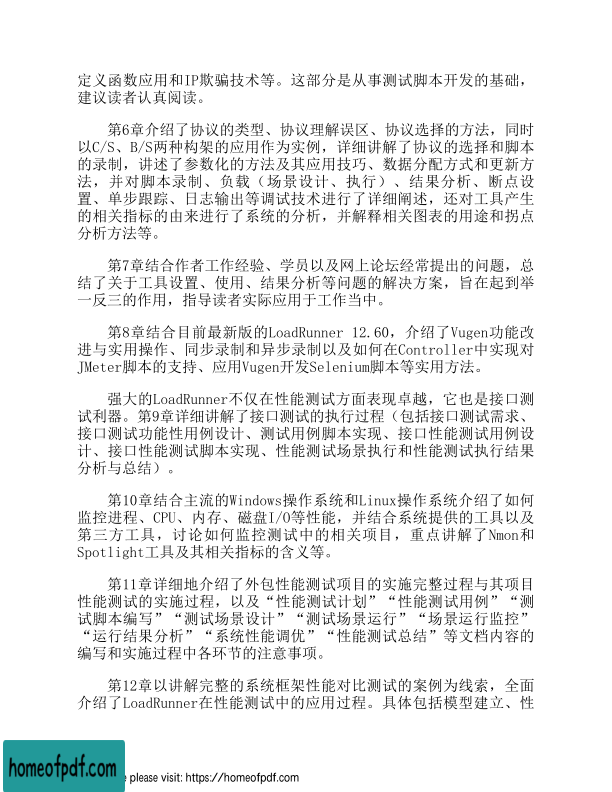 定义函数应用和IP欺骗技术等。这部分是从事测试脚本开发的基础，
建议读者认真阅读。
第6章介绍了协议的类型、协议理解误区、协议选择的方法，同时
以C/S、B/S两种构架的应用作为实例，详细讲解了协议的选择和脚本
的录制，讲述了参数化的方法及其应用技巧、数据分配方式和更新方
法，并对脚本录制、负载（场景设计、执行）、结果分析、断点设
置、单步跟踪、日志输出等调试技术进行了详细阐述，还对工具产生
的相关指标的由来进行了系统的分析，并解释相关图表的用途和拐点
分析方法等。
第7章结合作者工作经验、学员以及网上论坛经常提出的问题，总
结了关于工具设置、使用、结果分析等问题的解决方案，旨在起到举
一反三的作用，指导读者实际应用于工作当中。
第8章结合目前最新版的LoadRunner 12.60，介绍了Vugen功能改
进与实用操作、同步录制和异步录制以及如何在Controller中实现对
JMeter脚本的支持、应用Vugen开发Selenium脚本等实用方法。
强大的LoadRunner不仅在性能测试方面表现卓越，它也是接口测
试利器。第9章详细讲解了接口测试的执行过程（包括接口测试需求、
接口测试功能性用例设计、测试用例脚本实现、接口性能测试用例设
计、接口性能测试脚本实现、性能测试场景执行和性能测试执行结果
分析与总结）。
第10章结合主流的Windows操作系统和Linux操作系统介绍了如何
监控进程、CPU、内存、磁盘I/O等性能，并结合系统提供的工具以及
第三方工具，讨论如何监控测试中的相关项目，重点讲解了Nmon和
Spotlight工具及其相关指标的含义等。
第11章详细地介绍了外包性能测试项目的实施完整过程与其项目
性能测试的实施过程，以及“性能测试计划”“性能测试用例”“测
试脚本编写”“测试场景设计”“测试场景运行”“场景运行监控”
“运行结果分析”“系统性能调优”“性能测试总结”等文档内容的
编写和实施过程中各环节的注意事项。
第12章以讲解完整的系统框架性能对比测试的案例为线索，全面
介绍了LoadRunner在性能测试中的应用过程。具体包括模型建立、性
homeofpdf.com
please visit: https://homeofpdf.com